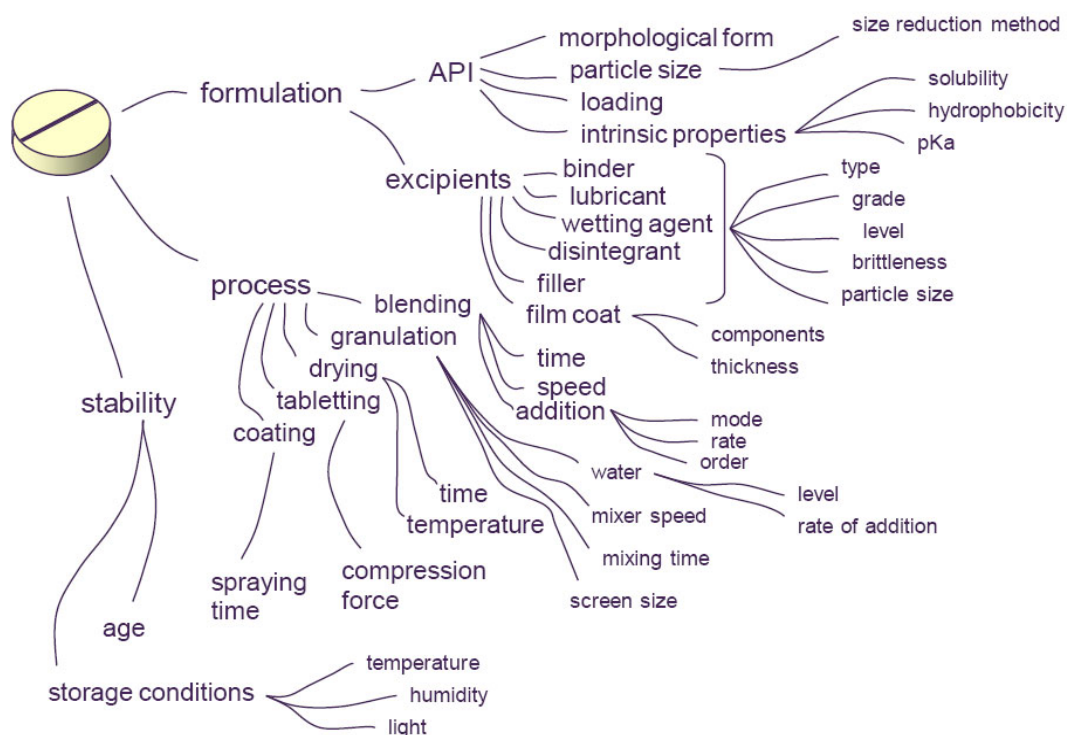 size reduction method
morphological form
API
particle size
solubility
formulation
loading
hydrophobicity
intrinsic properties
pKa
excipients
binder
type
lubricant
grade
wetting agent
level
disintegrant
brittleness
filler
particle size
process
blending
film coat
components
granulation
time
thickness
drying
speed
stability
tabletting
addition
mode
coating
rate
order
water
time
level
mixer speed
temperature
rate of addition
mixing time
compression
force
spraying
time
screen size
age
temperature
storage conditions
humidity
light